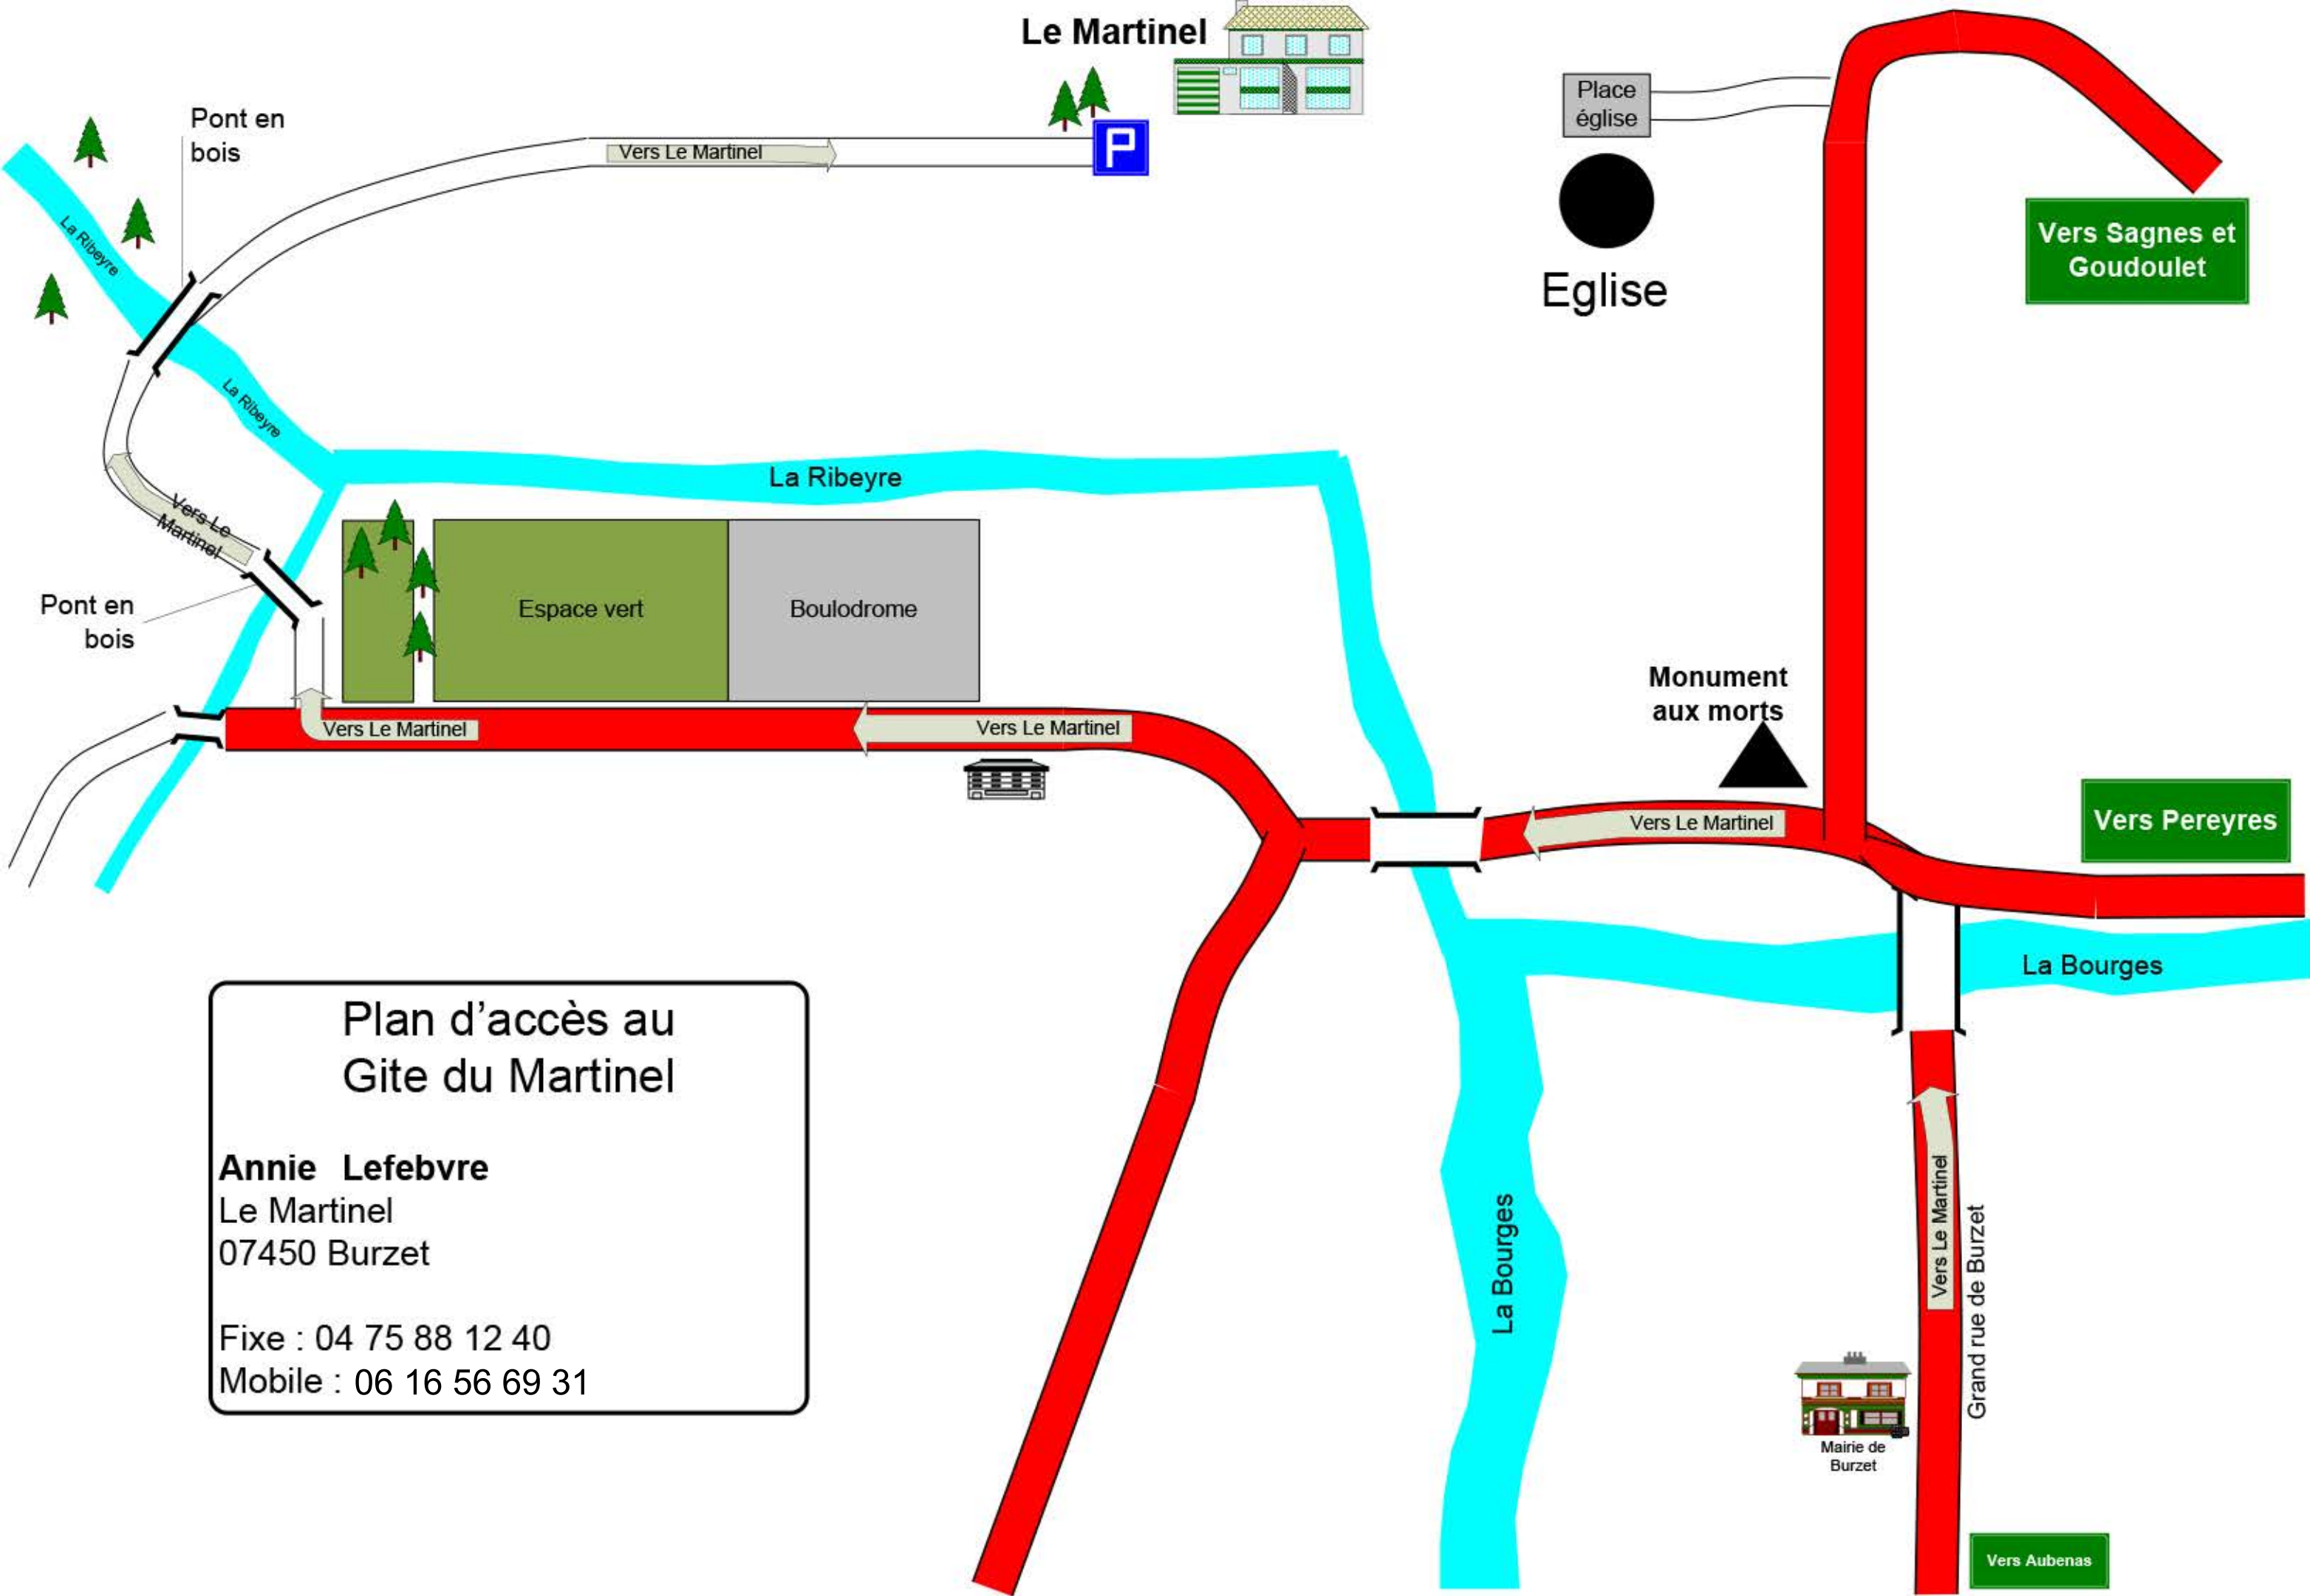 Le Martinel
Place
église
Pont en
bois
Vers Le Martinel
La Ribeyre
Vers Sagnes et
Goudoulet
Eglise
La Ribeyre
La Ribeyre
Vers Le
Martinel
Pont en
bois
Espace vert
Boulodrome
Monument
aux morts
Vers Le Martinel
Vers Le Martinel
Vers Le Martinel
Vers Pereyres
La Bourges
Plan d’accès au
Gite du Martinel
Annie Lefebvre
Le Martinel
07450 Burzet
Fixe : 04 75 88 12 40
Mobile : 06 16 56 69 31
La Bourges
Vers Le Martinel
Grand rue de Burzet
Mairie de
Burzet
Vers Aubenas
P